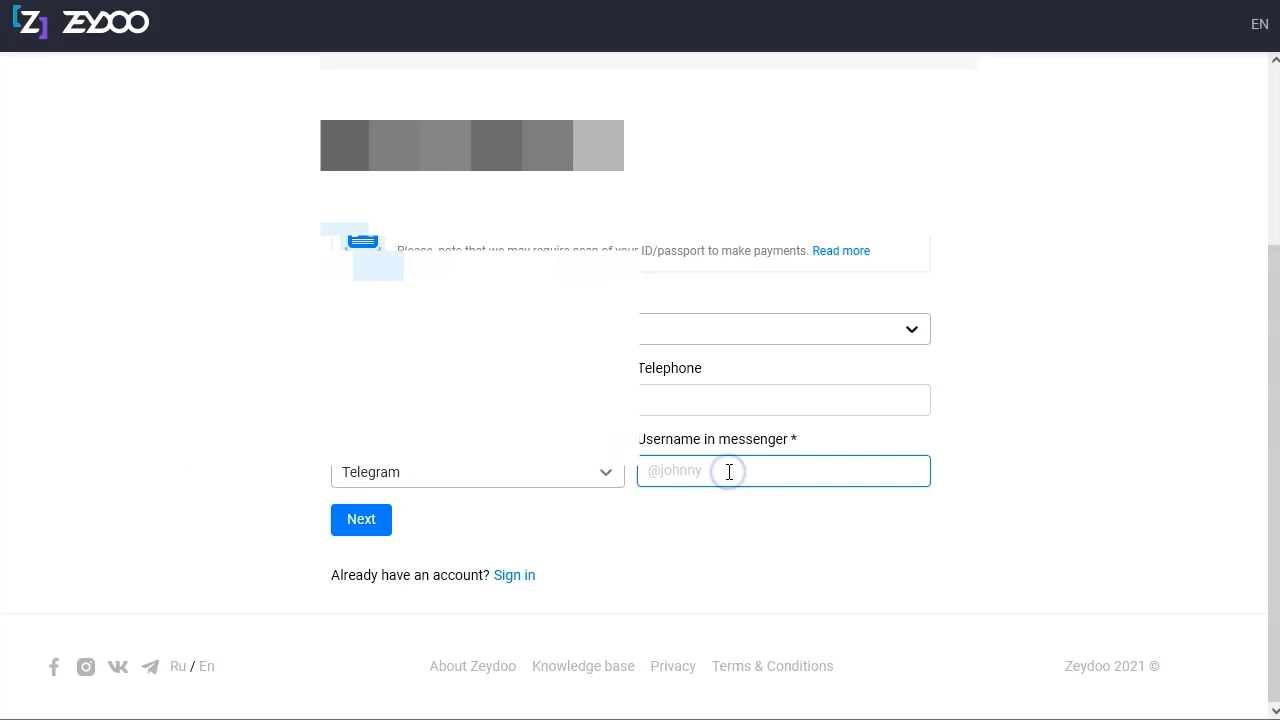 [Z] ZEYDOO
EN
Please, note that we may require scan of your ID/passport to make payments. Read more
Telephone
Username in messenger *
Telegram
@johnny
Next
Already have an account? Sign in
Ru / En
About Zeydoo
Knowledge base
Privacy
Terms & Conditions
Zeydoo 2021 ©